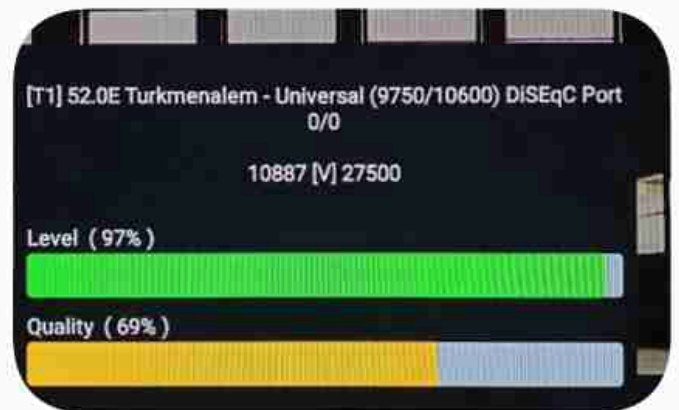 [T1] 52.0E Turkmenalem - Universal (9750/10600) DiSEqC Port
0/0
10887 [V] 27500
Level ( 97% )
Quality ( 69% )